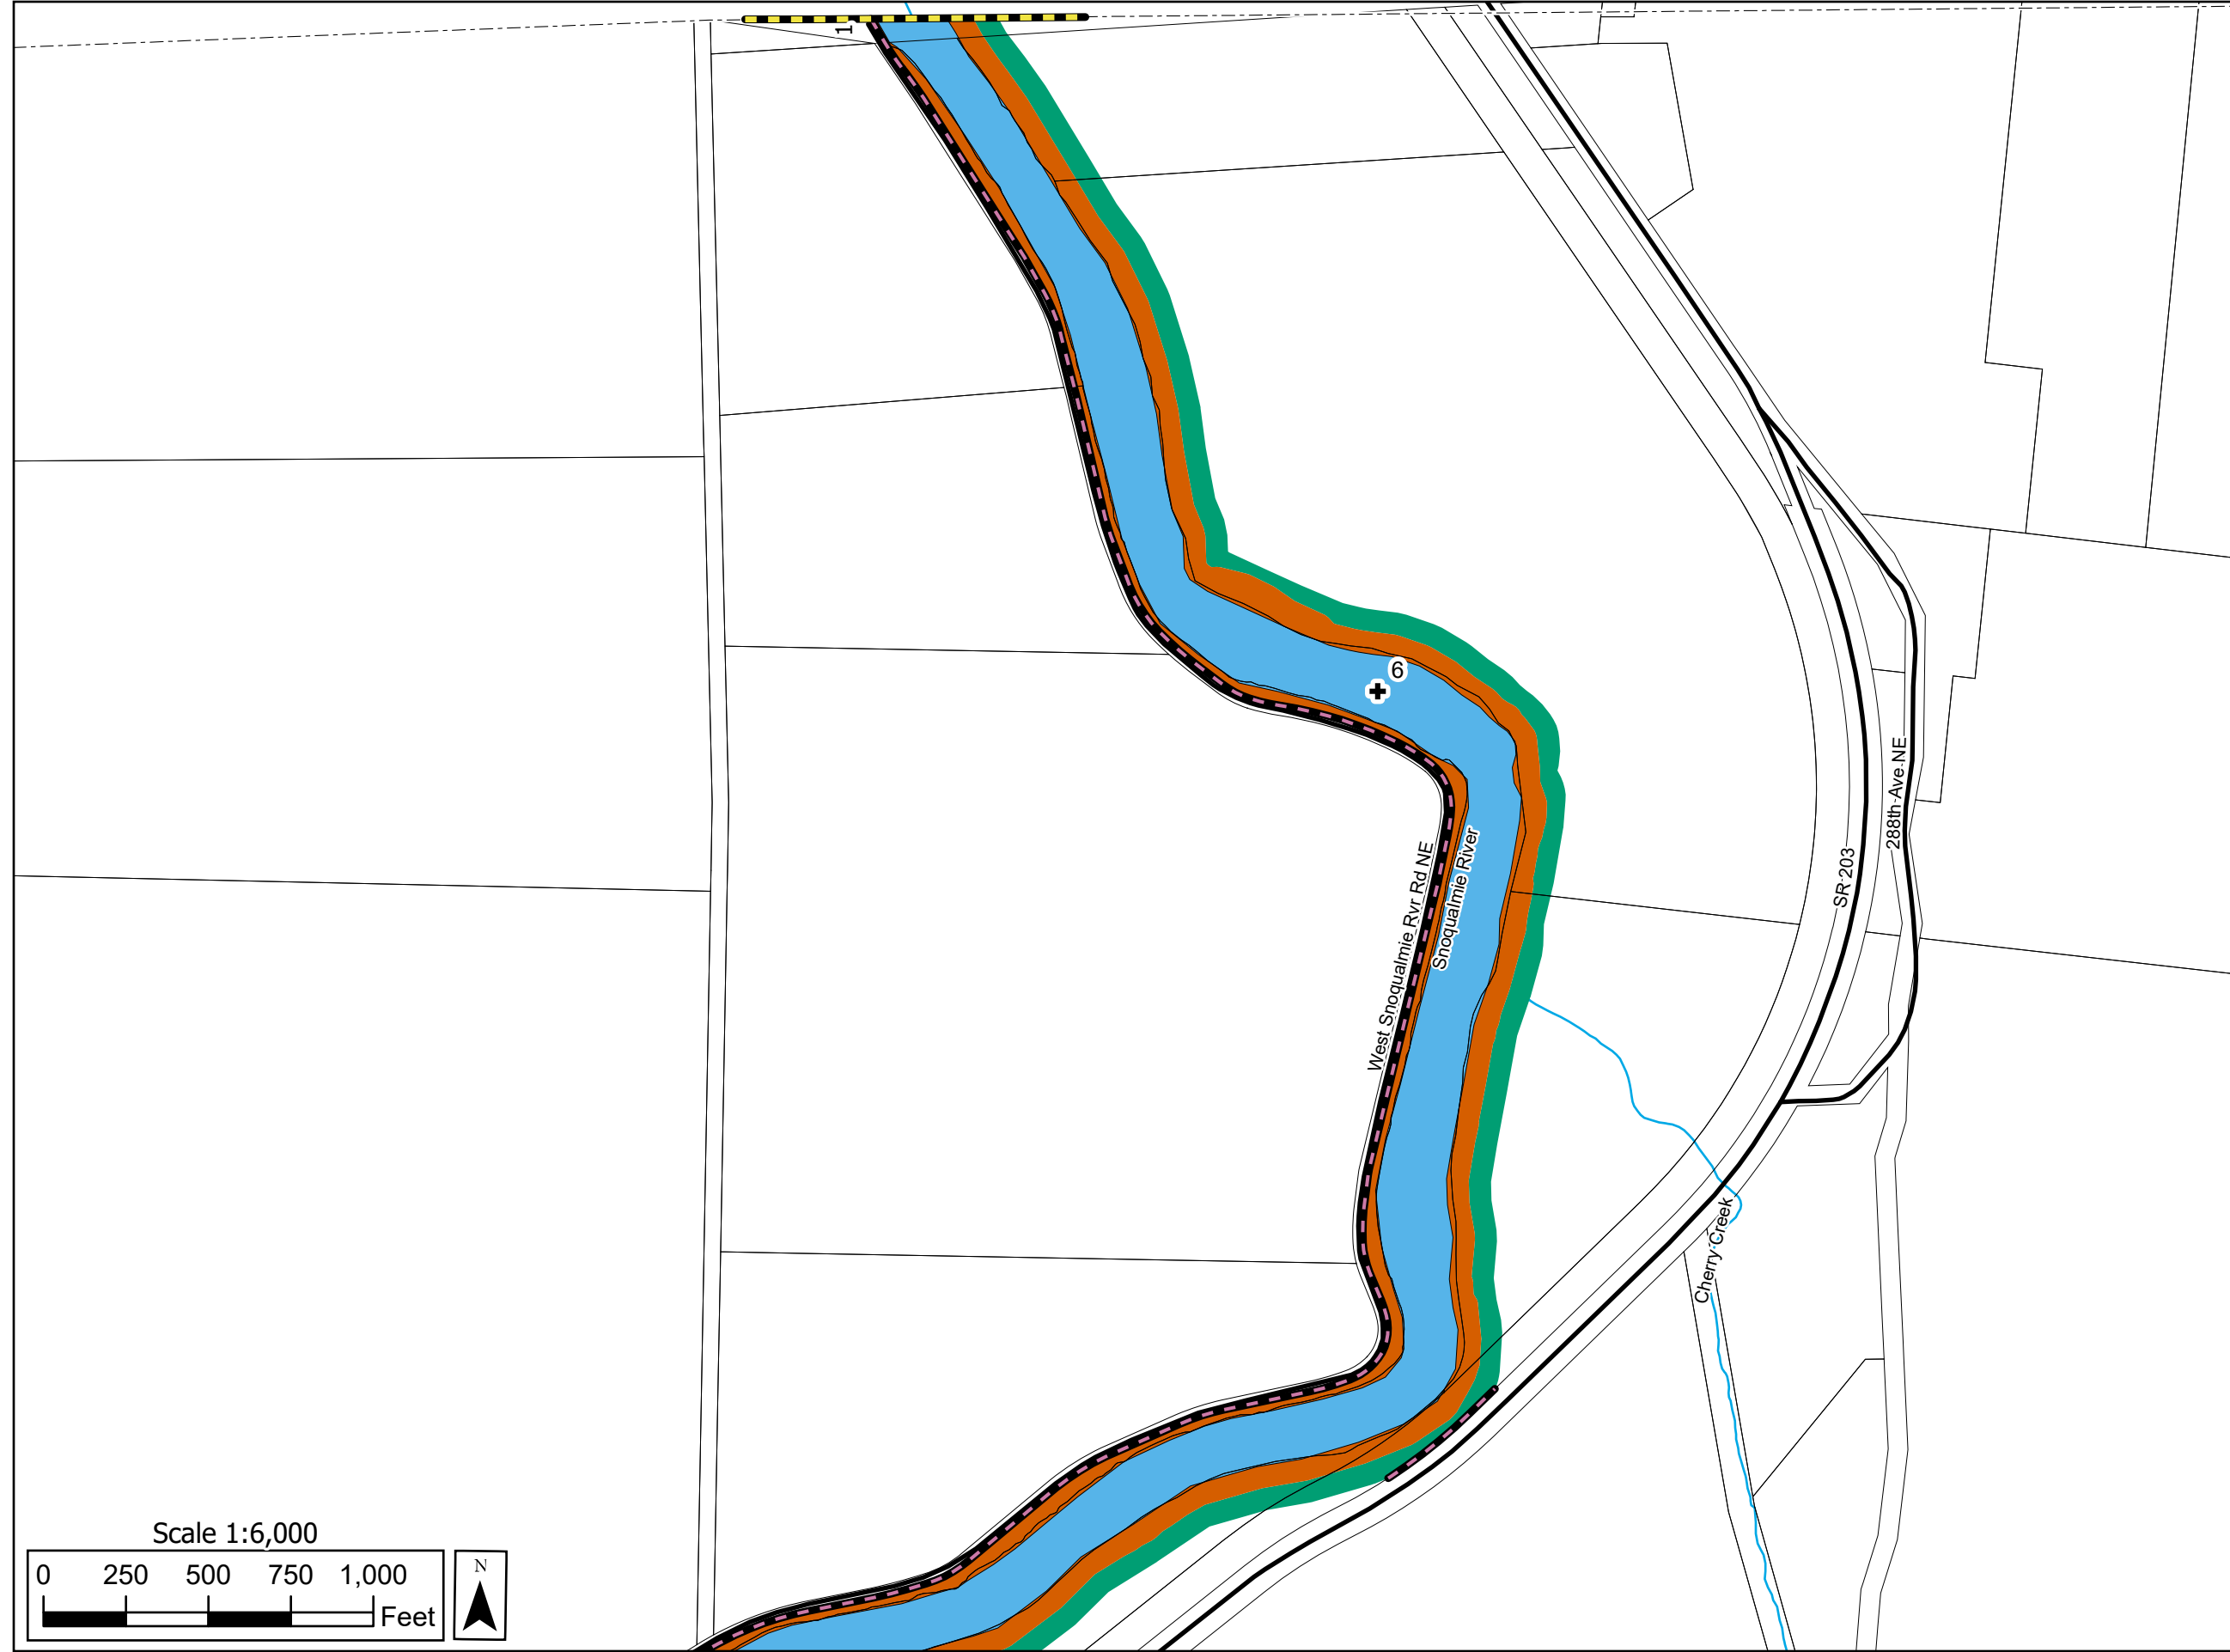 1
6
288th Ave NE
SR 203
West Snoqualmie Rvr Rd NE
Snoqualmie River
Cherry Creek
Scale 1:6,000
0 250 500 750 1,000
Feet
N